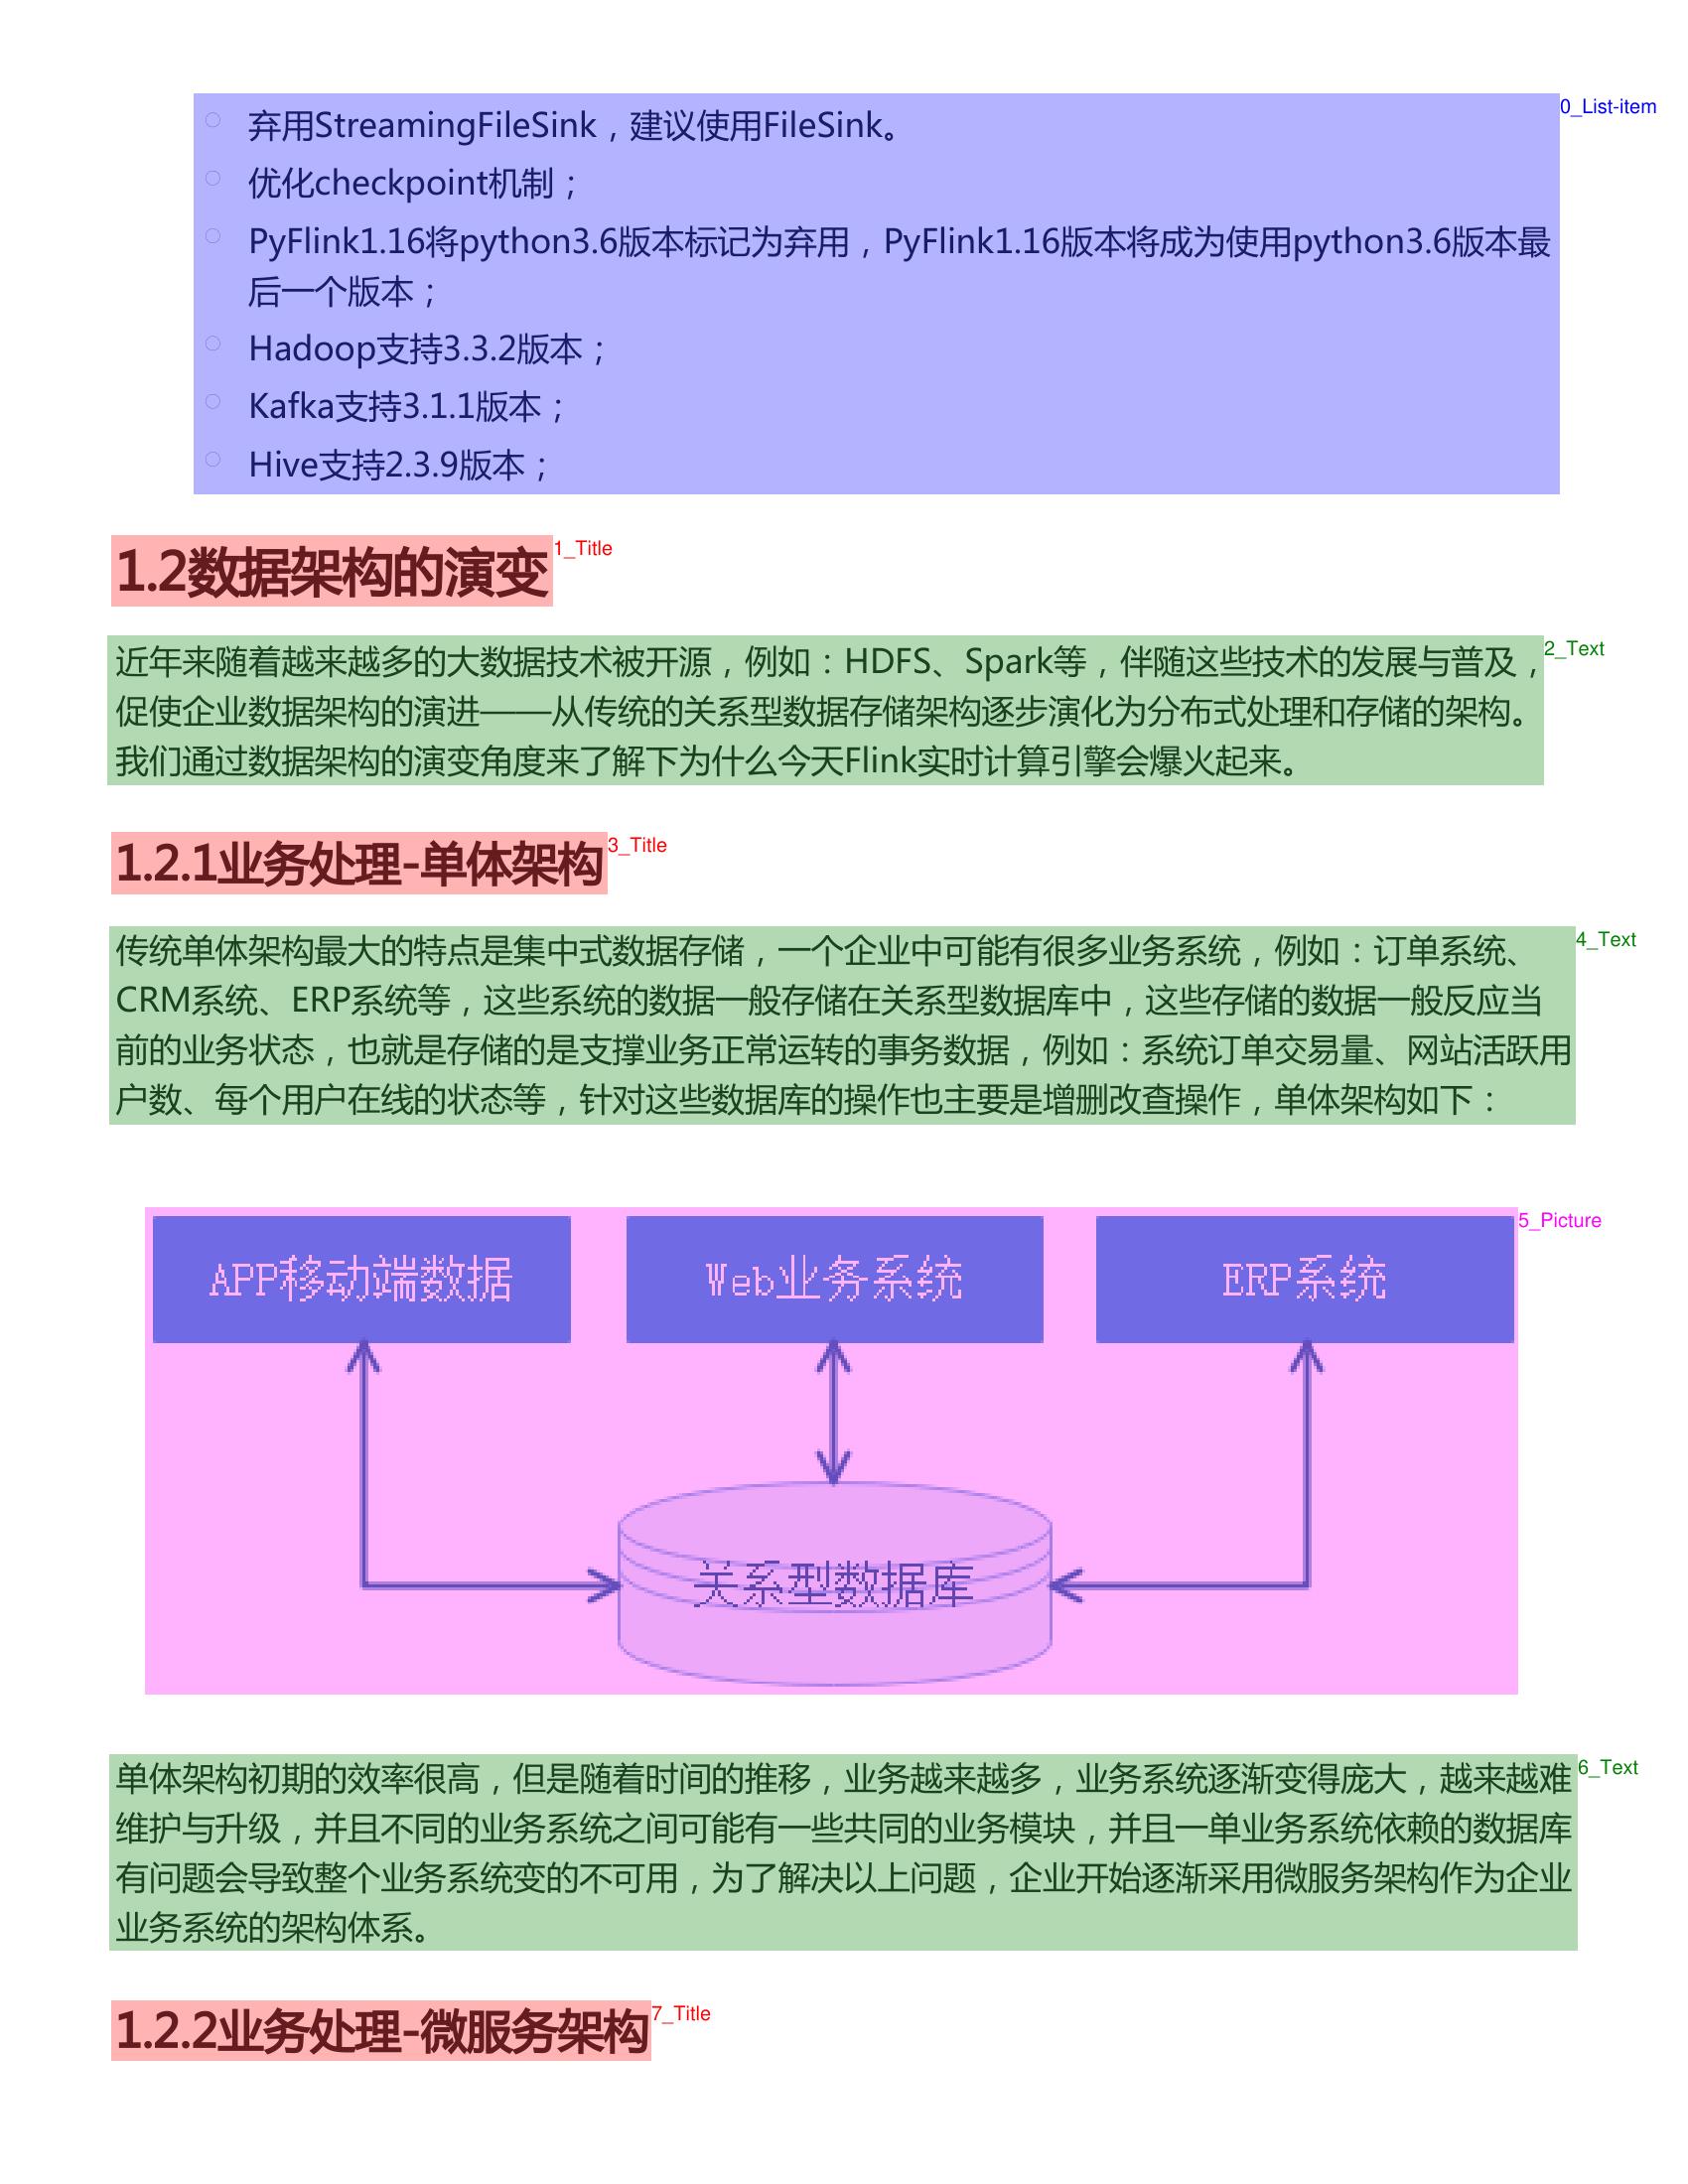 弃用StreamingFileSink，建议使用FileSink。
0_List-item
优化checkpoint机制；
PyFlink1.16将python3.6版本标记为弃用，PyFlink1.16版本将成为使用python3.6版本最
后一个版本；
Hadoop支持3.3.2版本；
Kafka支持3.1.1版本；
Hive支持2.3.9版本；
1.2数据架构的演变
1_Title
近年来随着越来越多的大数据技术被开源，例如：HDFS、Spark等，伴随这些技术的发展与普及，
2_Text
促使企业数据架构的演进——从传统的关系型数据存储架构逐步演化为分布式处理和存储的架构。
我们通过数据架构的演变角度来了解下为什么今天Flink实时计算引擎会爆火起来。
1.2.1业务处理-单体架构
3_Title
传统单体架构最大的特点是集中式数据存储，一个企业中可能有很多业务系统，例如：订单系统、
4_Text
CRM系统、ERP系统等，这些系统的数据一般存储在关系型数据库中，这些存储的数据一般反应当
前的业务状态，也就是存储的是支撑业务正常运转的事务数据，例如：系统订单交易量、网站活跃用
户数、每个用户在线的状态等，针对这些数据库的操作也主要是增删改查操作，单体架构如下：
5_Picture
APP移动端数据
Web业务系统
ERP系统
关系型数据库
单体架构初期的效率很高，但是随着时间的推移，业务越来越多，业务系统逐渐变得庞大，越来越难
6_Text
维护与升级，并且不同的业务系统之间可能有一些共同的业务模块，并且一单业务系统依赖的数据库
有问题会导致整个业务系统变的不可用，为了解决以上问题，企业开始逐渐采用微服务架构作为企业
业务系统的架构体系。
1.2.2业务处理-微服务架构
7_Title